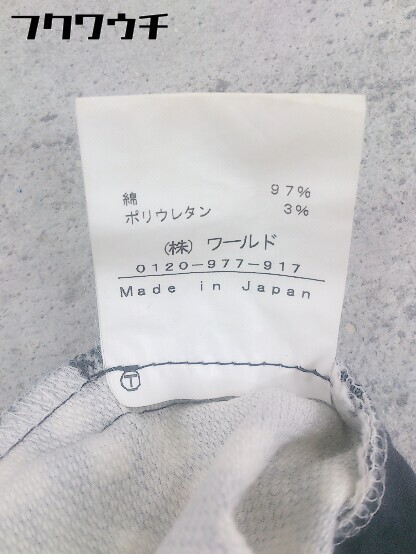 フクワウチ
綿 97%
ポリウレタン 3%
(株) ワールド
0120-977-917
Made in Japan
T